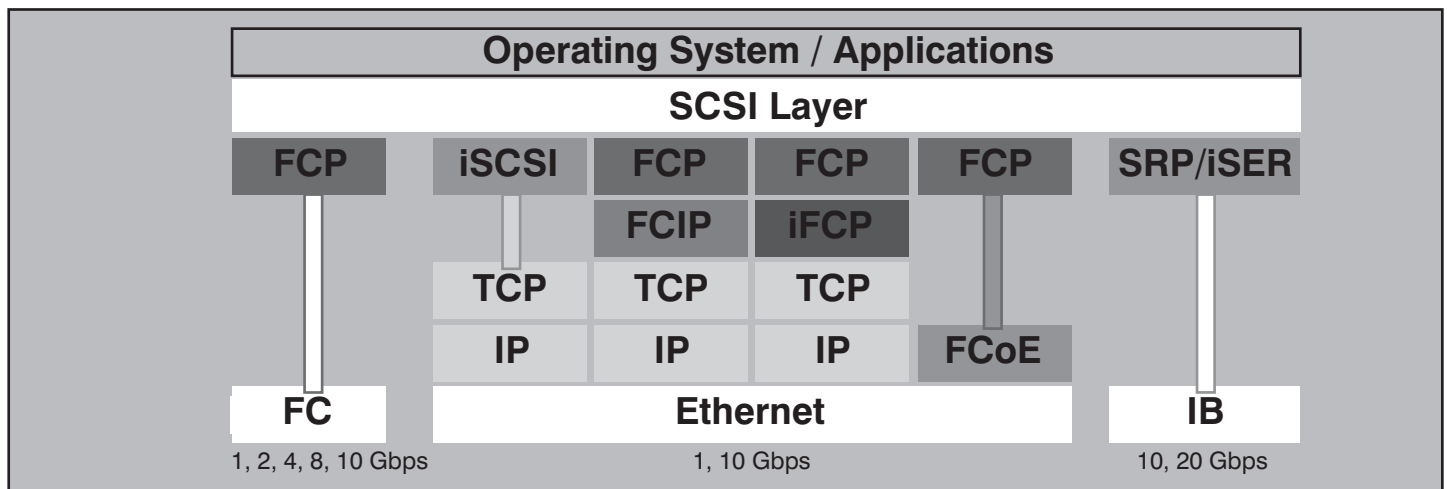 Operating System / Applications
SCSI Layer
FCP iSCSI FCP FCP FCP SRP/iSER
FCIP iFCP
TCP TCP TCP
IP IP IP FCoE
FC Ethernet IB
1, 2, 4, 8, 10 Gbps 1, 10 Gbps 10, 20 Gbps